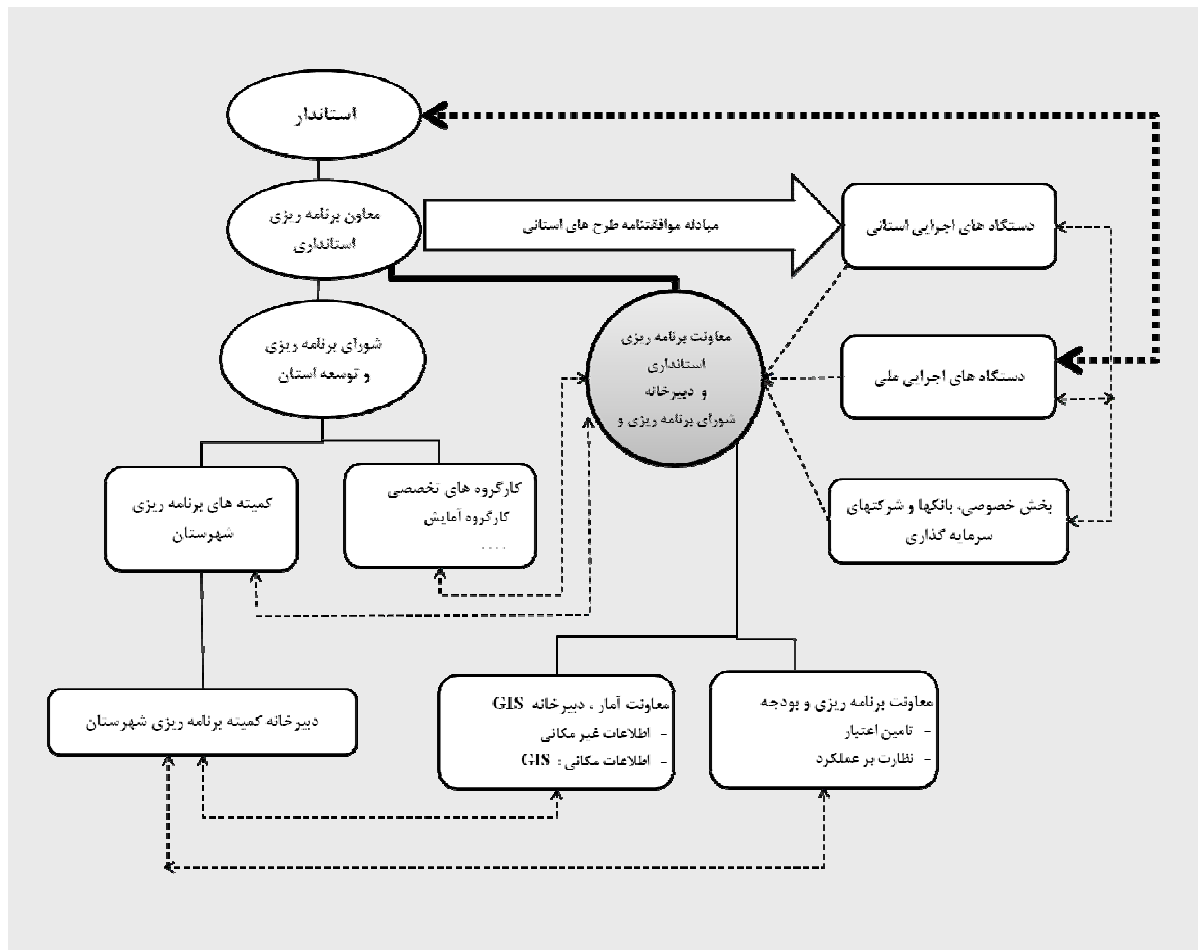 استاندار
معاون برنامه ریزی
استانداری
مبادله موافقتنامه طرح های استانی
دستگاه های اجرایی استانی
شورای برنامه ریزی
و توسعه استان
معاونت برنامه ریزی
استانداری
و دبیرخانه
شورای برنامه ریزی و
دستگاه های اجرایی ملی
کمیته های برنامه ریزی
شهرستان
کارگروه های تخصصی
کارگروه آمایش
....
بخش خصوصی، بانکها و شرکتهای
سرمایه گذاری
دبیرخانه کمیته برنامه ریزی شهرستان
معاونت آمار ، دبیرخانه GIS
- اطلاعات غیر مکانی
- اطلاعات مکانی : GIS
معاونت برنامه ریزی و بودجه
- تامین اعتبار
- نظارت بر عملکرد